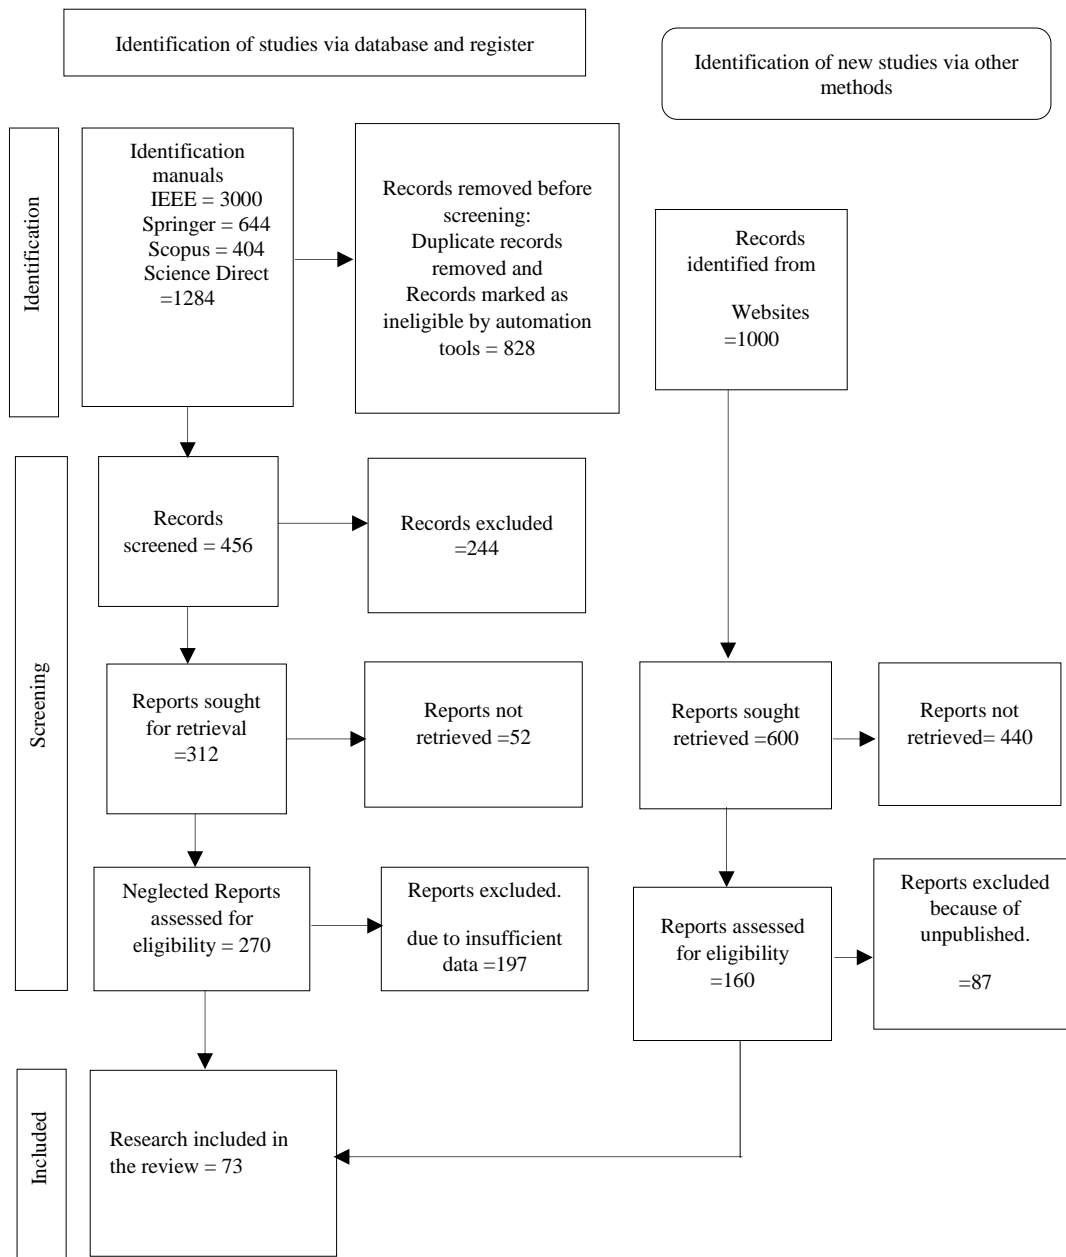 Identification of studies via database and register
Identification of new studies via other
methods
Identification
Identification
manuals
IEEE = 3000
Springer = 644
Scopus = 404
Science Direct
=1284
Records removed before
screening:
Duplicate records
removed and
Records marked as
ineligible by automation
tools = 828
Records
identified from
Websites
=1000
Screening
Records
screened = 456
Records excluded
=244
Reports sought
for retrieval
=312
Reports not
retrieved =52
Reports sought
retrieved =600
Reports not
retrieved= 440
Neglected Reports
assessed for
eligibility = 270
Reports excluded.
due to insufficient
data =197
Reports assessed
for eligibility
=160
Reports excluded
because of
unpublished.
=87
Included
Research included in
the review = 73